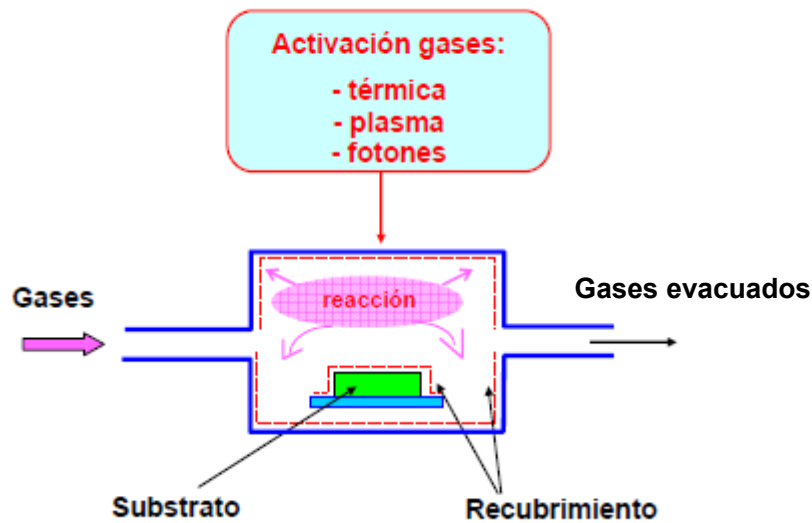 Activación gases:
- térmica
- plasma
- fotones
Gases
reacción
Gases evacuados
Substrato
Recubrimiento